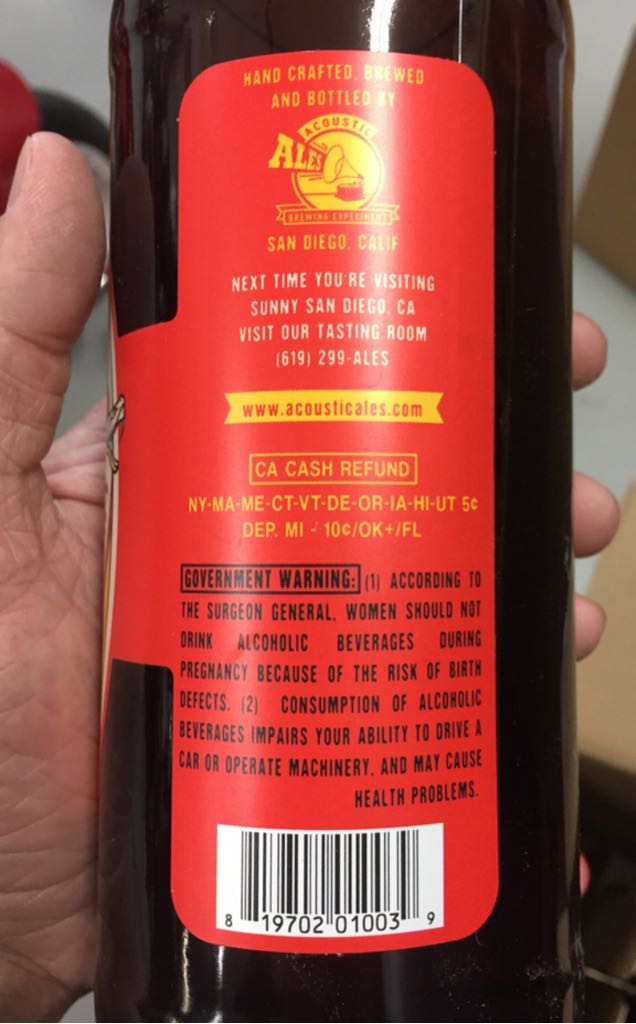 HAND CRAFTED, BREWED
AND BOTTLED BY
ACOUSTIC
ALES
BREWING EXPERIMENT
SAN DIEGO, CALIF
NEXT TIME YOU'RE VISITING
SUNNY SAN DIEGO, CA
VISIT OUR TASTING ROOM
(619) 299-ALES
www.acousticales.com
CA CASH REFUND
NY-MA-ME-CT-VT-DE-OR-IA-HI-UT 5¢
DEP. MI - 10¢/OK+/FL
GOVERNMENT WARNING: (1) ACCORDING TO
THE SURGEON GENERAL, WOMEN SHOULD NOT
DRINK ALCOHOLIC BEVERAGES DURING
PREGNANCY BECAUSE OF THE RISK OF BIRTH
DEFECTS. (2) CONSUMPTION OF ALCOHOLIC
BEVERAGES IMPAIRS YOUR ABILITY TO DRIVE A
CAR OR OPERATE MACHINERY, AND MAY CAUSE
HEALTH PROBLEMS.
8 19702 01003 9